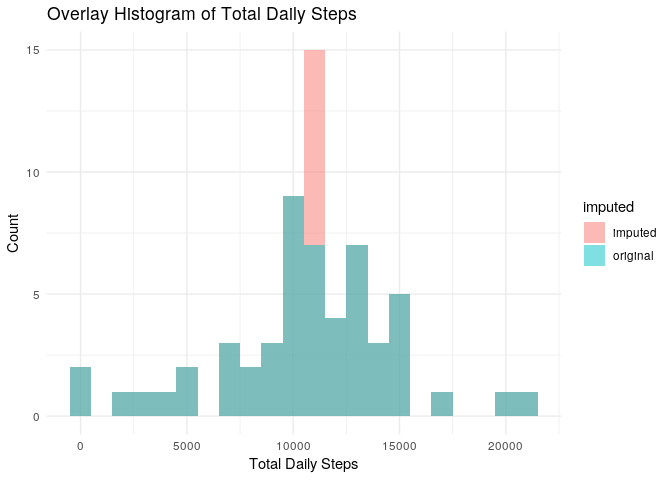 Overlay Histogram of Total Daily Steps
15
10
5
0
Count
0 5000 10000 15000 20000
Total Daily Steps
imputed
imputed
original